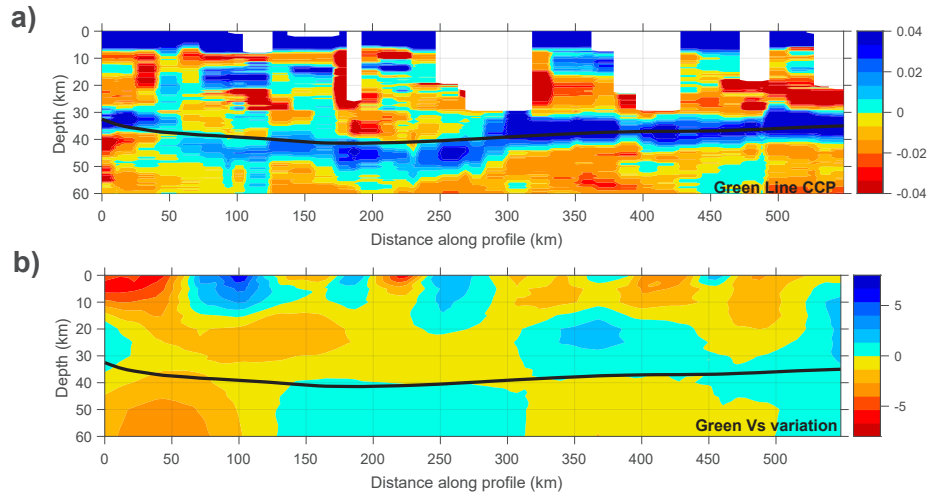 a)
0
10
20
30
40
50
60
Depth (km)
Green Line CCP
0.04
0.02
0
-0.02
-0.04
0 50 100 150 200 250 300 350 400 450 500
Distance along profile (km)
b)
0
10
20
30
40
50
60
Depth (km)
Green Vs variation
5
0
-5
0 50 100 150 200 250 300 350 400 450 500
Distance along profile (km)